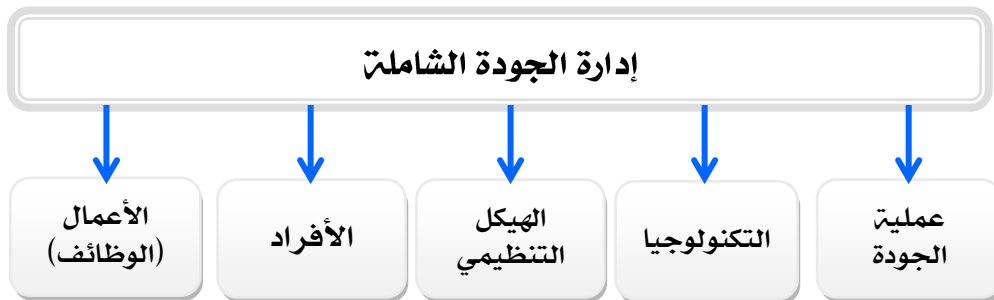 إدارة الجودة الشاملة
عملية
الجودة
التكنولوجيا
الهيكل
التنظيمي
الأفراد
الأعمال
(الوظائف)